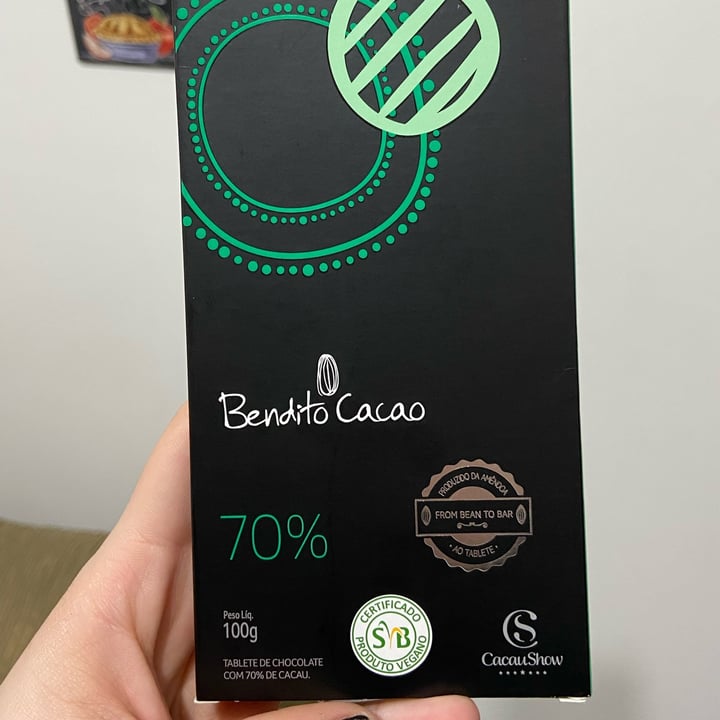 Bendito Cacao
PRODUZIDO DA AMÊNDOA
FROM BEAN TO BAR
• AO TABLETE •
70%
Peso Líq.
100g
CERTIFICADO
SVB
PRODUTO VEGANO
TABLETE DE CHOCOLATE
COM 70% DE CACAU.
CS
CacauShow